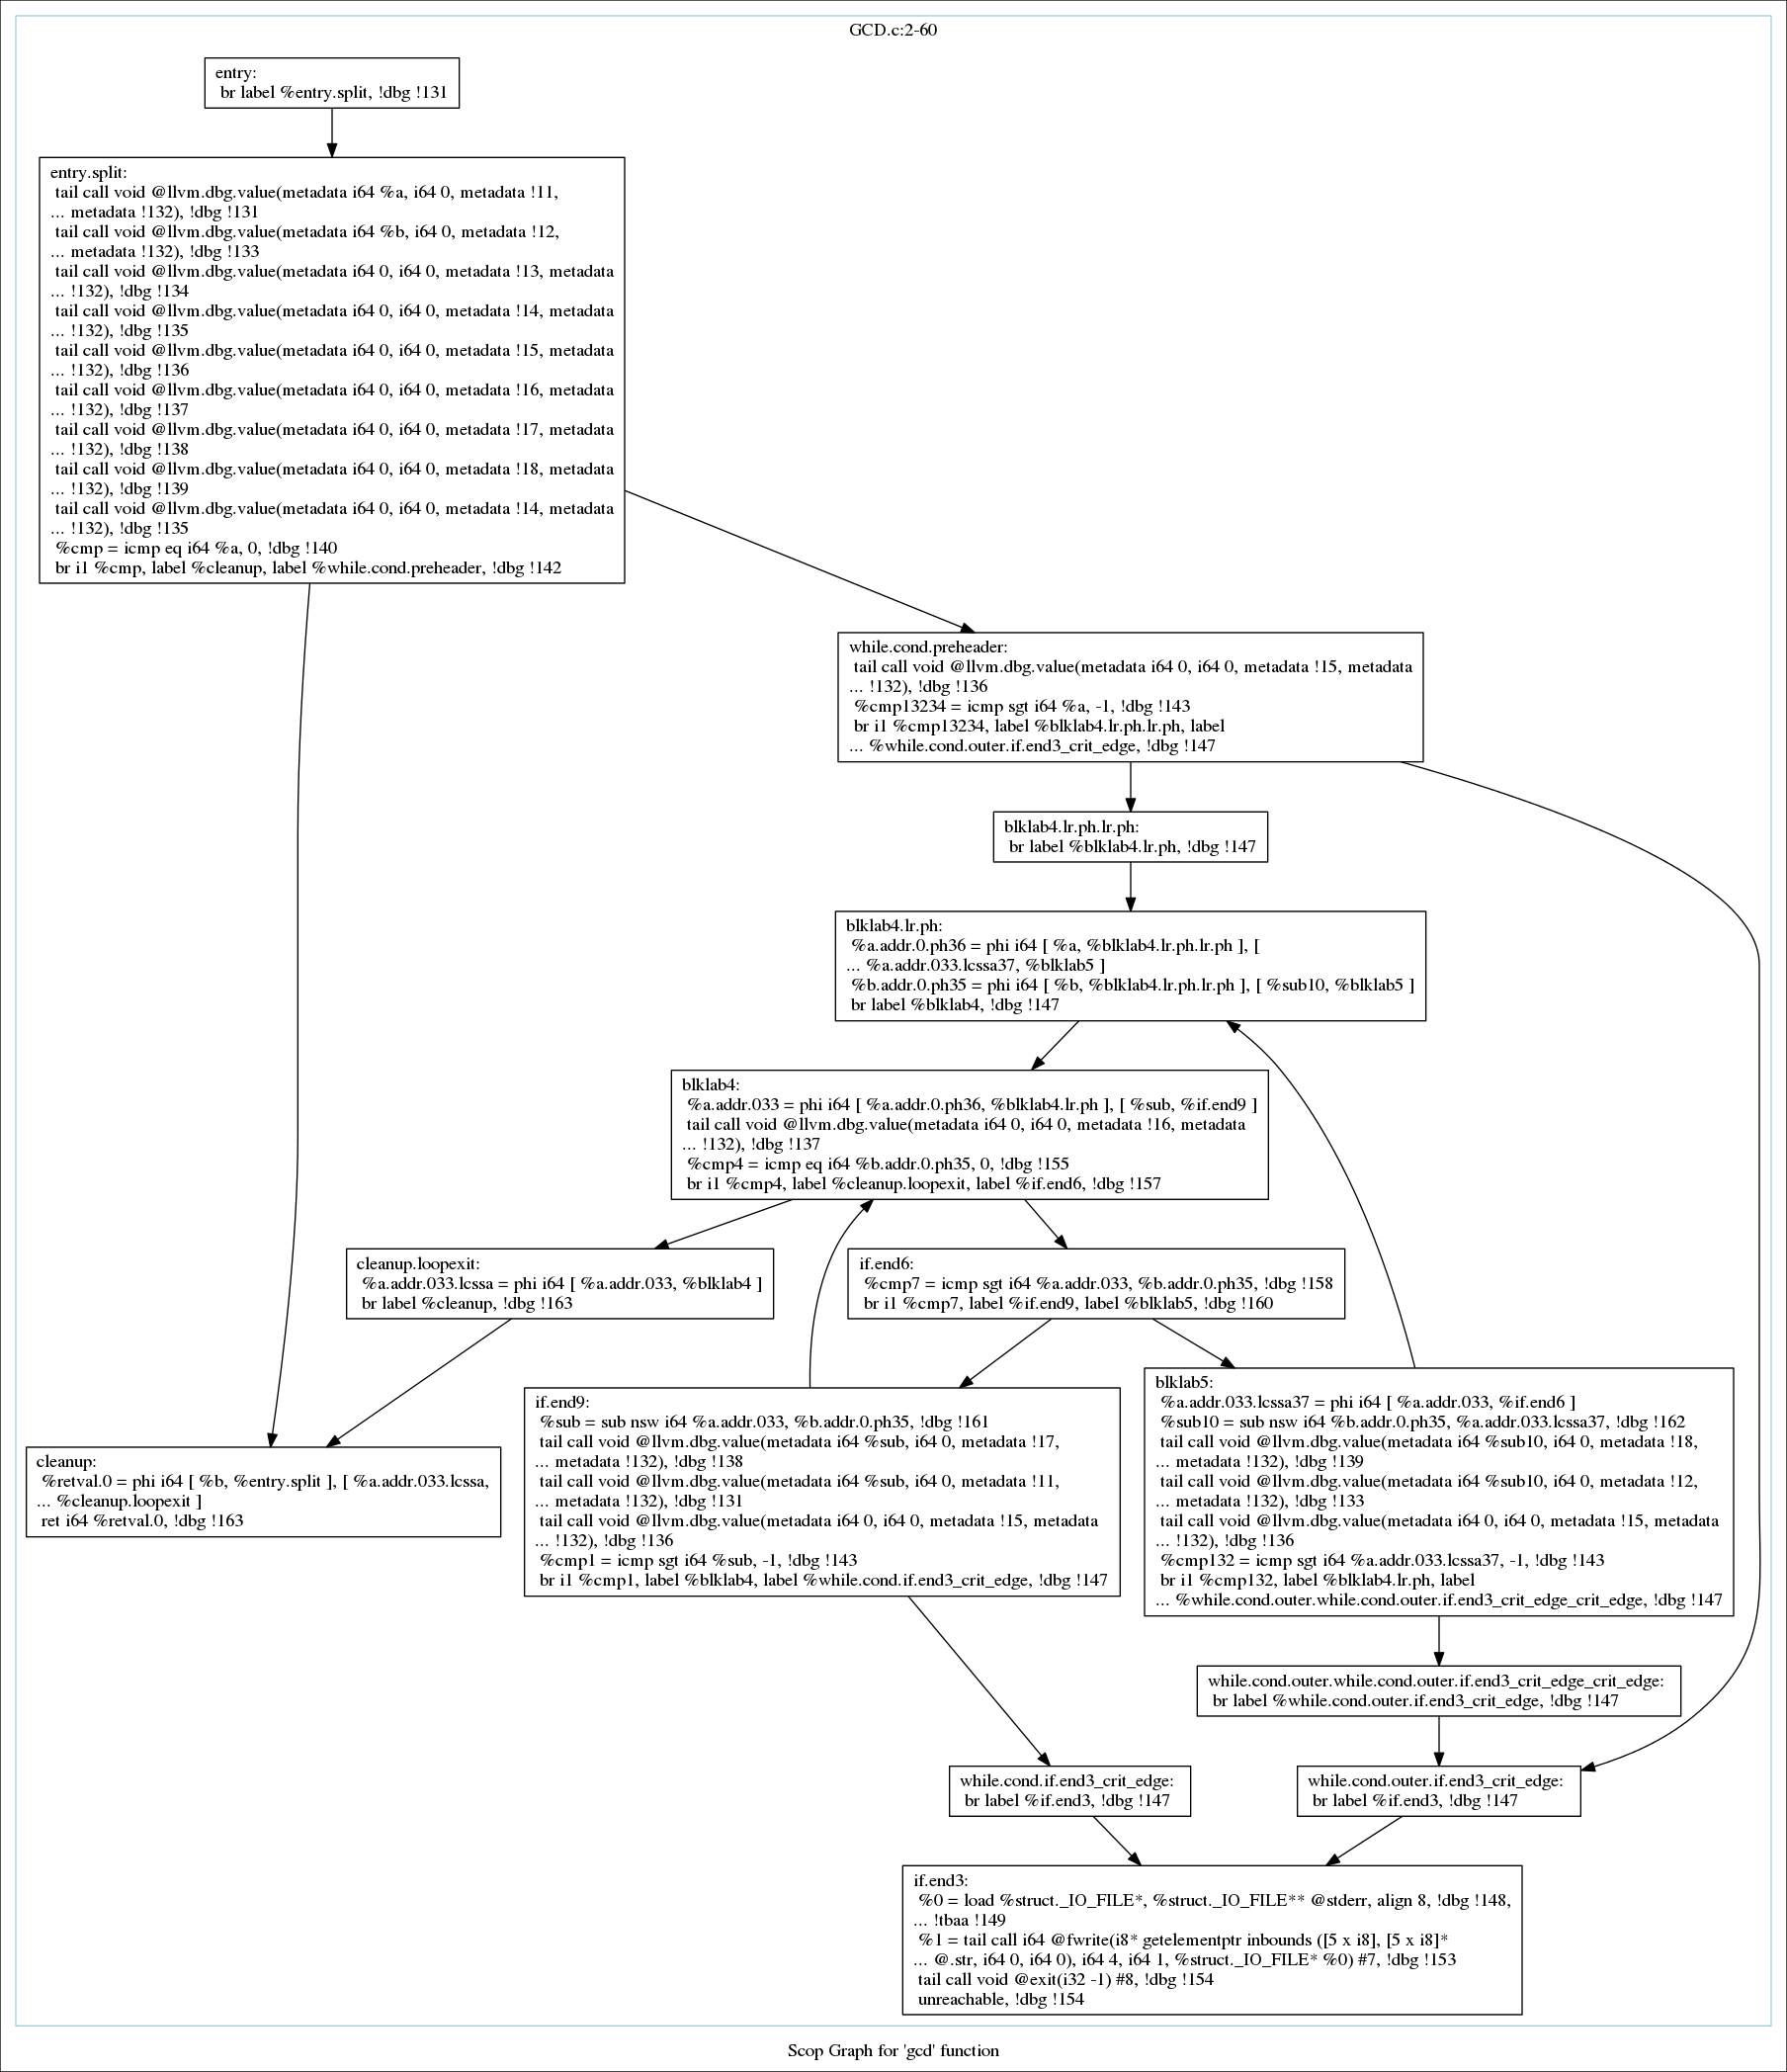 GCD.c:2-60
entry:
br label %entry.split, !dbg !131
entry.split:
tail call void @llvm.dbg.value(metadata i64 %a, i64 0, metadata !11,
... metadata !132), !dbg !131
tail call void @llvm.dbg.value(metadata i64 %b, i64 0, metadata !12,
... metadata !132), !dbg !133
tail call void @llvm.dbg.value(metadata i64 0, i64 0, metadata !13, metadata
... !132), !dbg !134
tail call void @llvm.dbg.value(metadata i64 0, i64 0, metadata !14, metadata
... !132), !dbg !135
tail call void @llvm.dbg.value(metadata i64 0, i64 0, metadata !15, metadata
... !132), !dbg !136
tail call void @llvm.dbg.value(metadata i64 0, i64 0, metadata !16, metadata
... !132), !dbg !137
tail call void @llvm.dbg.value(metadata i64 0, i64 0, metadata !17, metadata
... !132), !dbg !138
tail call void @llvm.dbg.value(metadata i64 0, i64 0, metadata !18, metadata
... !132), !dbg !139
tail call void @llvm.dbg.value(metadata i64 0, i64 0, metadata !14, metadata
... !132), !dbg !135
%cmp = icmp eq i64 %a, 0, !dbg !140
br i1 %cmp, label %cleanup, label %while.cond.preheader, !dbg !142
while.cond.preheader:
tail call void @llvm.dbg.value(metadata i64 0, i64 0, metadata !15, metadata
... !132), !dbg !136
%cmp13234 = icmp sgt i64 %a, -1, !dbg !143
br i1 %cmp13234, label %blklab4.lr.ph.lr.ph, label
... %while.cond.outer.if.end3_crit_edge, !dbg !147
blklab4.lr.ph.lr.ph:
br label %blklab4.lr.ph, !dbg !147
blklab4.lr.ph:
%a.addr.0.ph36 = phi i64 [ %a, %blklab4.lr.ph.lr.ph ], [
... %a.addr.033.lcssa37, %blklab5 ]
%b.addr.0.ph35 = phi i64 [ %b, %blklab4.lr.ph.lr.ph ], [ %sub10, %blklab5 ]
br label %blklab4, !dbg !147
blklab4:
%a.addr.033 = phi i64 [ %a.addr.0.ph36, %blklab4.lr.ph ], [ %sub, %if.end9 ]
tail call void @llvm.dbg.value(metadata i64 0, i64 0, metadata !16, metadata
... !132), !dbg !137
%cmp4 = icmp eq i64 %b.addr.0.ph35, 0, !dbg !155
br i1 %cmp4, label %cleanup.loopexit, label %if.end6, !dbg !157
cleanup.loopexit:
%a.addr.033.lcssa = phi i64 [ %a.addr.033, %blklab4 ]
br label %cleanup, !dbg !163
if.end6:
%cmp7 = icmp sgt i64 %a.addr.033, %b.addr.0.ph35, !dbg !158
br i1 %cmp7, label %if.end9, label %blklab5, !dbg !160
cleanup:
%retval.0 = phi i64 [ %b, %entry.split ], [ %a.addr.033.lcssa,
... %cleanup.loopexit ]
ret i64 %retval.0, !dbg !163
if.end9:
%sub = sub nsw i64 %a.addr.033, %b.addr.0.ph35, !dbg !161
tail call void @llvm.dbg.value(metadata i64 %sub, i64 0, metadata !17,
... metadata !132), !dbg !138
tail call void @llvm.dbg.value(metadata i64 %sub, i64 0, metadata !11,
... metadata !132), !dbg !131
tail call void @llvm.dbg.value(metadata i64 0, i64 0, metadata !15, metadata
... !132), !dbg !136
%cmp1 = icmp sgt i64 %sub, -1, !dbg !143
br i1 %cmp1, label %blklab4, label %while.cond.if.end3_crit_edge, !dbg !147
blklab5:
%a.addr.033.lcssa37 = phi i64 [ %a.addr.033, %if.end6 ]
%sub10 = sub nsw i64 %b.addr.0.ph35, %a.addr.033.lcssa37, !dbg !162
tail call void @llvm.dbg.value(metadata i64 %sub10, i64 0, metadata !18,
... metadata !132), !dbg !139
tail call void @llvm.dbg.value(metadata i64 %sub10, i64 0, metadata !12,
... metadata !132), !dbg !133
tail call void @llvm.dbg.value(metadata i64 0, i64 0, metadata !15, metadata
... !132), !dbg !136
%cmp132 = icmp sgt i64 %a.addr.033.lcssa37, -1, !dbg !143
br i1 %cmp132, label %blklab4.lr.ph, label
... %while.cond.outer.while.cond.outer.if.end3_crit_edge_crit_edge, !dbg !147
while.cond.outer.while.cond.outer.if.end3_crit_edge_crit_edge:
br label %while.cond.outer.if.end3_crit_edge, !dbg !147
while.cond.if.end3_crit_edge:
br label %if.end3, !dbg !147
while.cond.outer.if.end3_crit_edge:
br label %if.end3, !dbg !147
if.end3:
%0 = load %struct._IO_FILE*, %struct._IO_FILE** @stderr, align 8, !dbg !148,
... !tbaa !149
%1 = tail call i64 @fwrite(i8* getelementptr inbounds ([5 x i8], [5 x i8]*
... @.str, i64 0, i64 0), i64 4, i64 1, %struct._IO_FILE* %0) #7, !dbg !153
tail call void @exit(i32 -1) #8, !dbg !154
unreachable, !dbg !154
Scop Graph for 'gcd' function